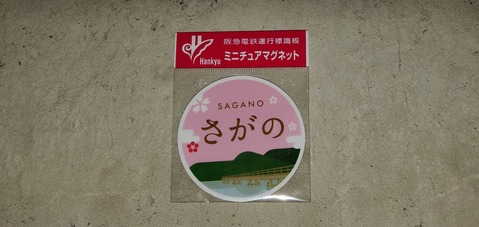 阪急電鉄運行標識板
Hankyu
ミニチュアマグネット
SAGANO
さがの